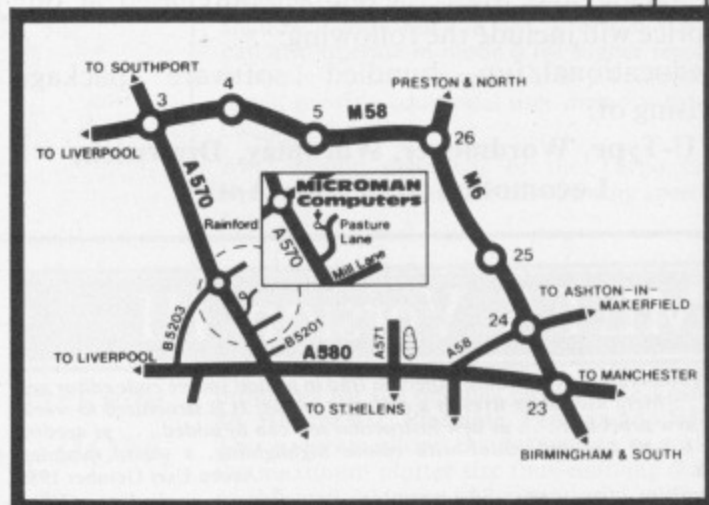 TO SOUTHPORT
3
4
5
M58
PRESTON & NORTH
26
TO LIVERPOOL
A570
M6
MICROMAN
Computers
Rainford
Pasture
Lane
A570
Mill Lane
25
TO ASHTON-IN-
MAKERFIELD
24
B5203
B5201
A580
A571
A58
TO LIVERPOOL
TO ST.HELENS
TO MANCHESTER
23
BIRMINGHAM & SOUTH